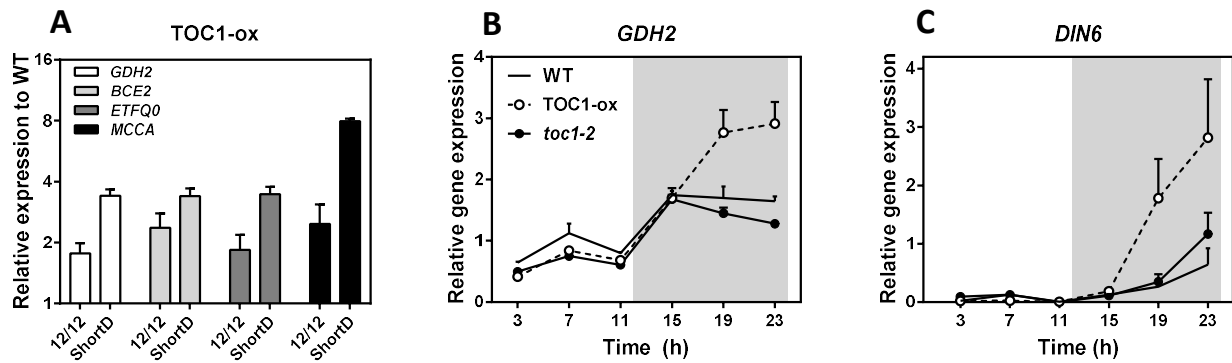 A
TOC1-ox
Relative expression to WT
16
8
4
2
1
GDH2
BCE2
ETFQ0
MCCA
12/12
ShortD
12/12
ShortD
12/12
ShortD
12/12
ShortD
B
GDH2
Relative gene expression
4
3
2
1
0
WT
TOC1-ox
toc1-2
3 7 11 15 19 23
Time (h)
C
DIN6
Relative gene expression
4
3
2
1
0
3 7 11 15 19 23
Time (h)